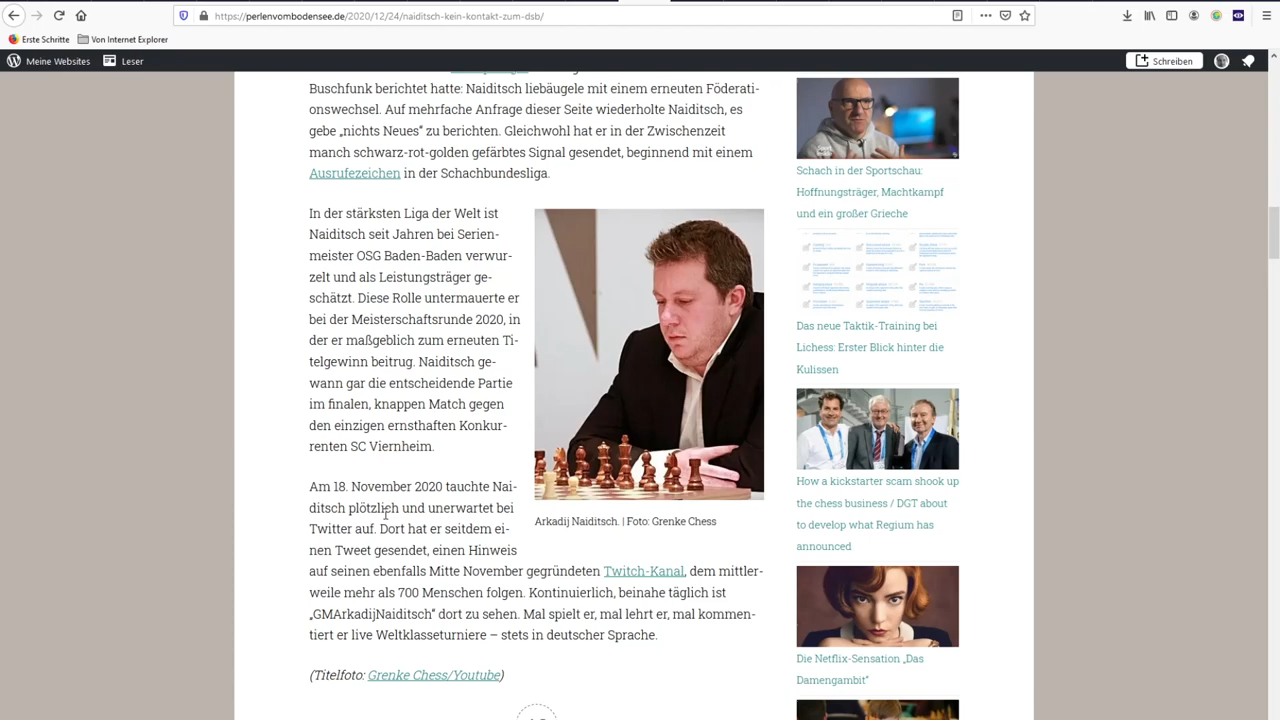 https://perlenvombodensee.de/2020/12/24/naiditsch-kein-kontakt-zum-dsb/
Erste Schritte
Von Internet Explorer
Meine Websites
Leser
Schreiben
Buschfunk berichtet hatte: Naiditsch liebäugele mit einem erneuten Föderati-
onswechsel. Auf mehrfache Anfrage dieser Seite wiederholte Naiditsch, es
gebe „nichts Neues“ zu berichten. Gleichwohl hat er in der Zwischenzeit
manch schwarz-rot-golden gefärbtes Signal gesendet, beginnend mit einem
Ausrufezeichen in der Schachbundesliga.
In der stärksten Liga der Welt ist
Naiditsch seit Jahren bei Serien-
meister OSG Baden-Baden verwur-
zelt und als Leistungsträger ge-
schätzt. Diese Rolle untermauerte er
bei der Meisterschaftsrunde 2020, in
der er maßgeblich zum erneuten Ti-
telgewinn beitrug. Naiditsch ge-
wann gar die entscheidende Partie
im finalen, knappen Match gegen
den einzigen ernsthaften Konkur-
renten SC Viernheim.
Arkadij Naiditsch. | Foto: Grenke Chess
Am 18. November 2020 tauchte Nai-
ditsch plötzlich und unerwartet bei
Twitter auf. Dort hat er seitdem ei-
nen Tweet gesendet, einen Hinweis
auf seinen ebenfalls Mitte November gegründeten Twitch-Kanal, dem mittler-
weile mehr als 700 Menschen folgen. Kontinuierlich, beinahe täglich ist
„GMArkadijNaiditsch“ dort zu sehen. Mal spielt er, mal lehrt er, mal kommen-
tiert er live Weltklasseturniere – stets in deutscher Sprache.
(Titelfoto: Grenke Chess/Youtube)
Schach in der Sportschau:
Hoffnungsträger, Machtkampf
und ein großer Grieche
Das neue Taktik-Training bei
Lichess: Erster Blick hinter die
Kulissen
How a kickstarter scam shook up
the chess business / DGT about
to develop what Regium has
announced
Die Netflix-Sensation „Das
Damengambit“